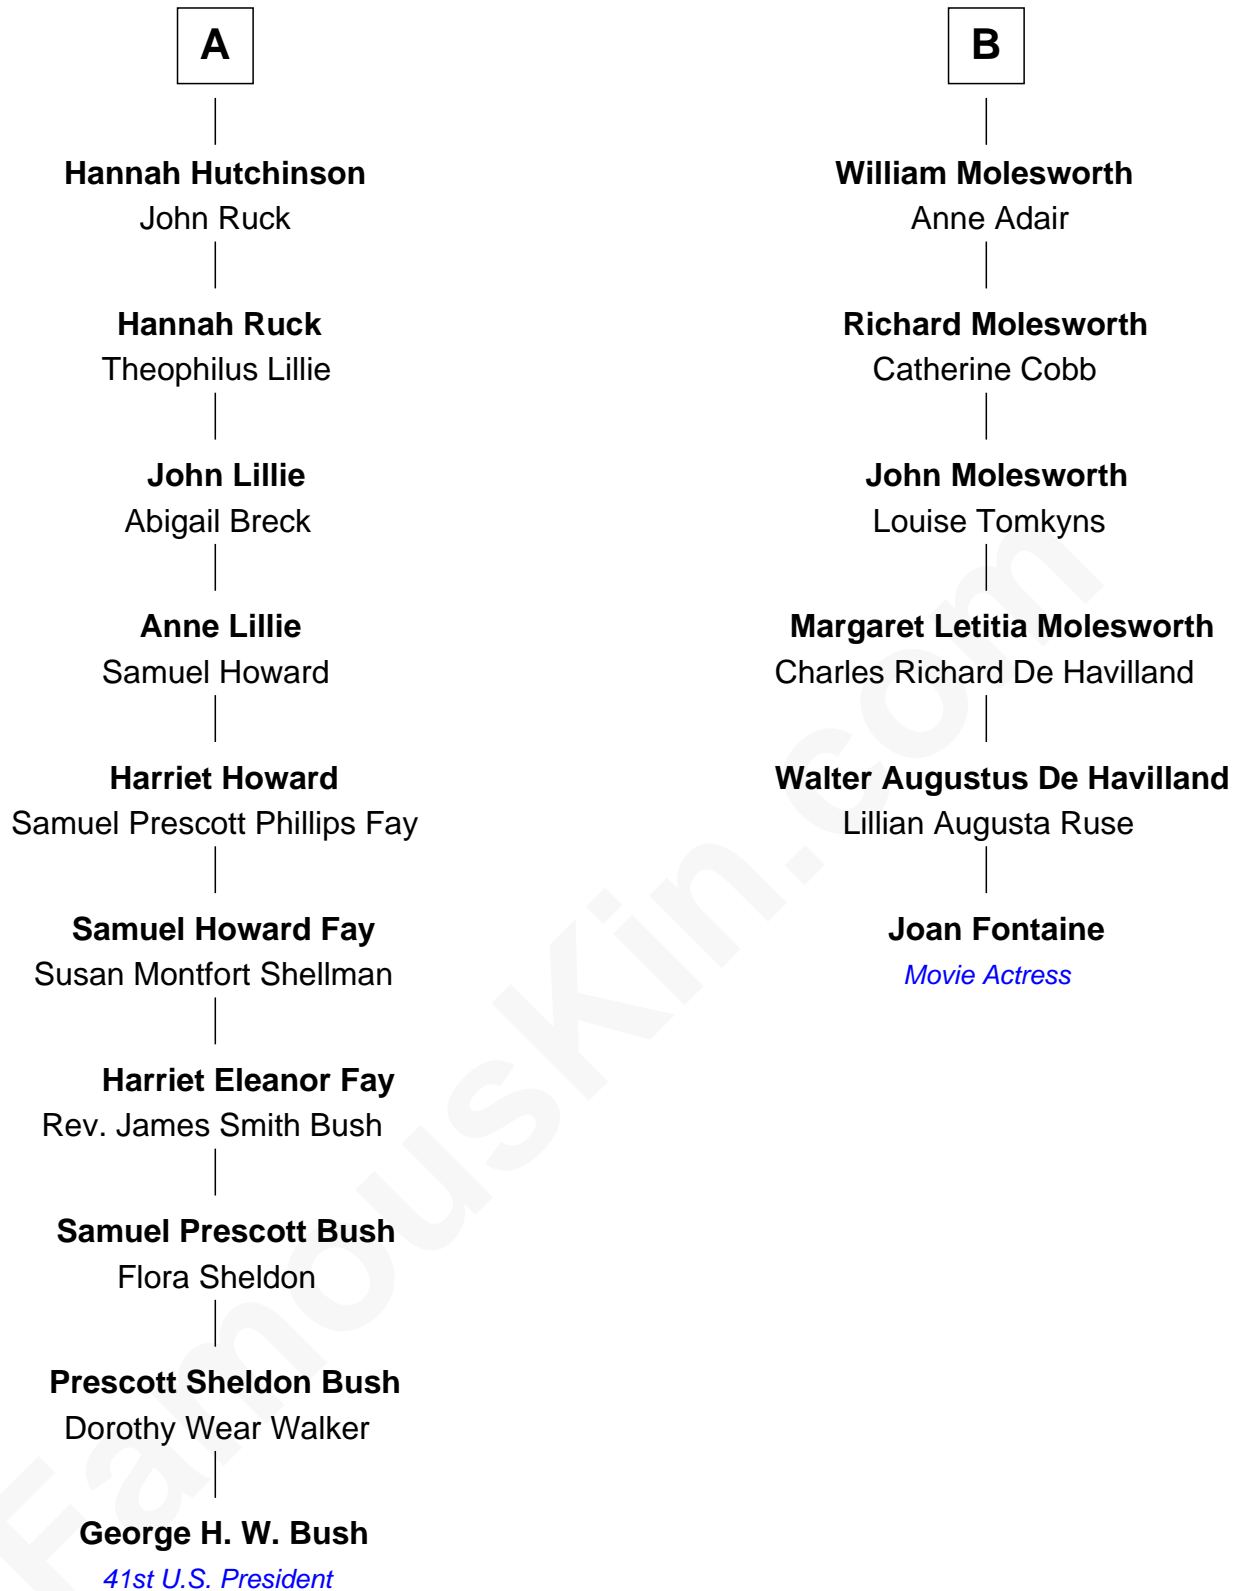 A
Hannah Hutchinson
John Ruck
Hannah Ruck
Theophilus Lillie
John Lillie
Abigail Breck
Anne Lillie
Samuel Howard
Harriet Howard
Samuel Prescott Phillips Fay
Samuel Howard Fay
Susan Montfort Shellman
Harriet Eleanor Fay
Rev. James Smith Bush
Samuel Prescott Bush
Flora Sheldon
Prescott Sheldon Bush
Dorothy Wear Walker
George H. W. Bush
41st U.S. President
B
William Molesworth
Anne Adair
Richard Molesworth
Catherine Cobb
John Molesworth
Louise Tomkyns
Margaret Letitia Molesworth
Charles Richard De Havilland
Walter Augustus De Havilland
Lillian Augusta Ruse
Joan Fontaine
Movie Actress
FamousKin.com